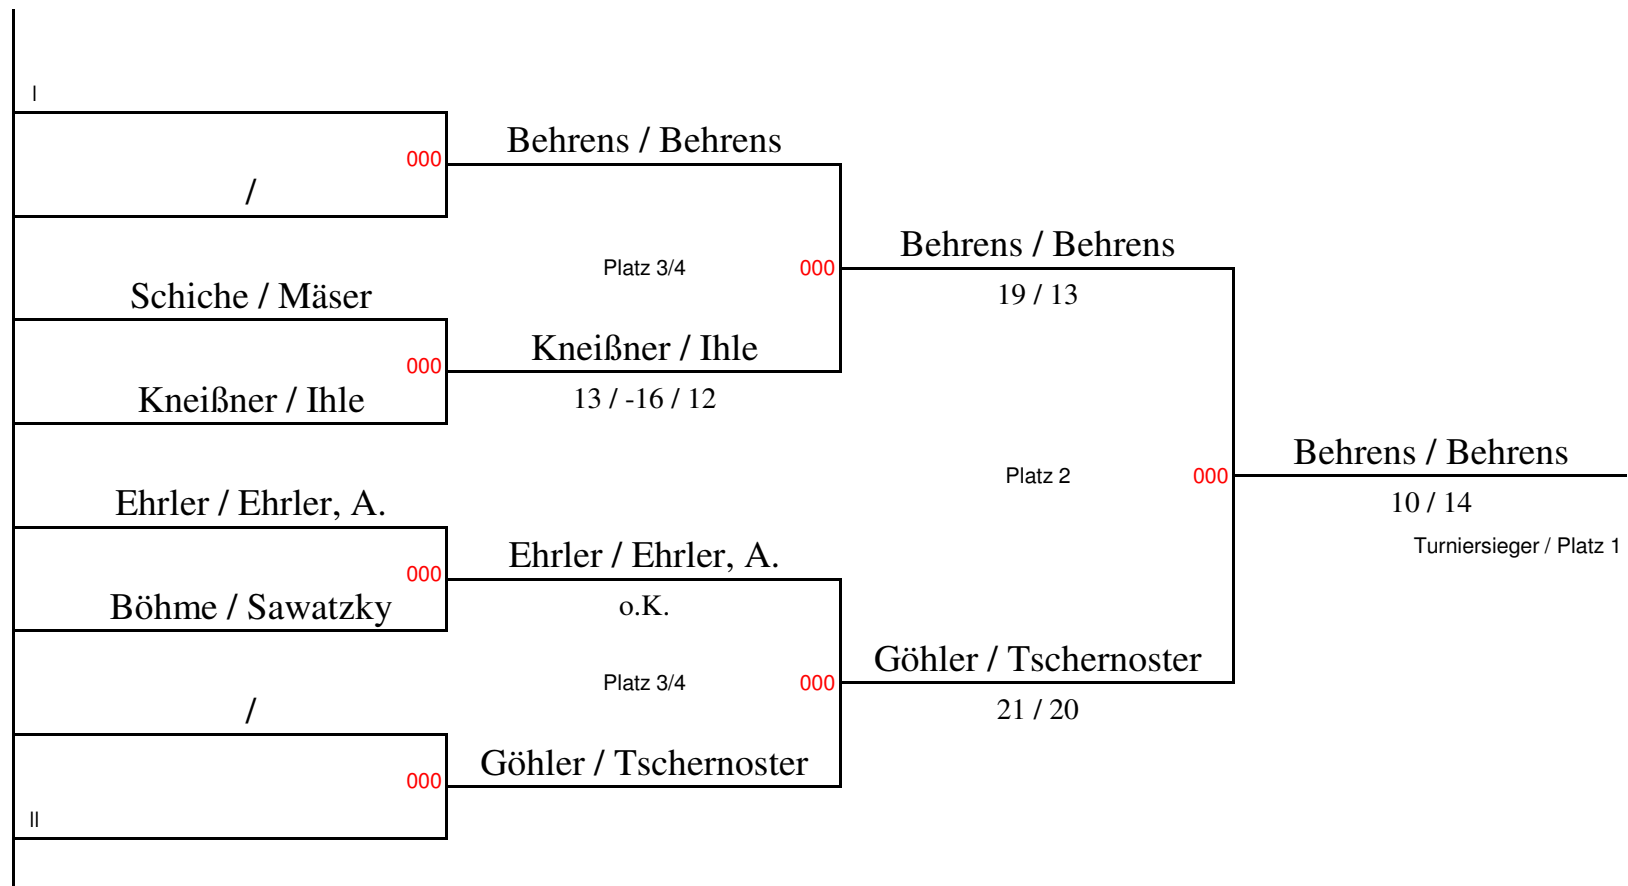 I
Behrens / Behrens
000
/
Behrens / Behrens
Platz 3/4
000
Schiche / Mäser
19 / 13
Kneißner / Ihle
000
Kneißner / Ihle
13 / -16 / 12
Behrens / Behrens
Platz 2
000
Ehrler / Ehrler, A.
10 / 14
Turniersieger / Platz 1
Ehrler / Ehrler, A.
000
Böhme / Sawatzky
o.K.
Göhler / Tschernoster
Platz 3/4
000
/
21 / 20
Göhler / Tschernoster
000
II